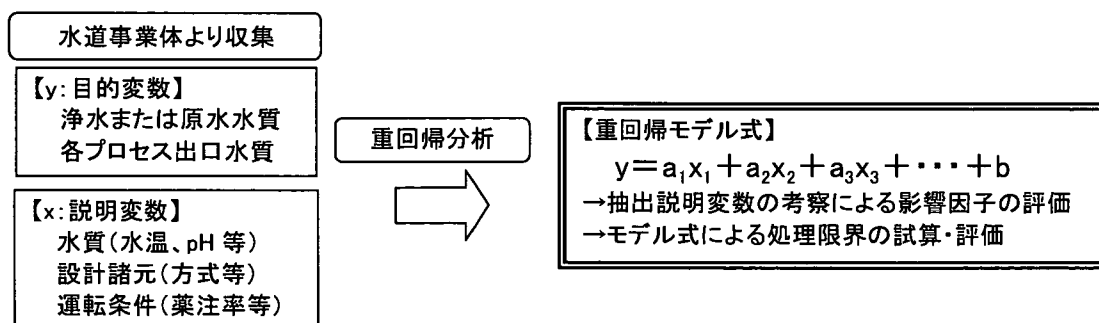 水道事業体より収集
【y:目的変数】
浄水または原水水質
各プロセス出口水質
【x:説明変数】
水質(水温、pH 等)
設計諸元(方式等)
運転条件(薬注率等)
重回帰分析
【重回帰モデル式】
y=a₁x₁+a₂x₂+a₃x₃+・・・+b
→抽出説明変数の考察による影響因子の評価
→モデル式による処理限界の試算・評価